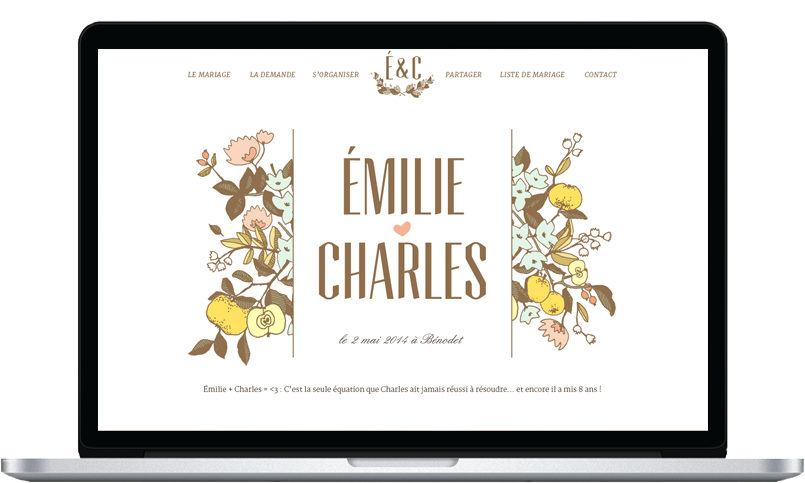 LE MARIAGE LA DEMANDE S'ORGANISER É&C PARTAGER LISTE DE MARIAGE CONTACT
ÉMILIE
CHARLES
le 2 mai 2014 à Bénodet
Émilie + Charles = <3 : C'est la seule équation que Charles ait jamais réussi à résoudre... et encore il a mis 8 ans !